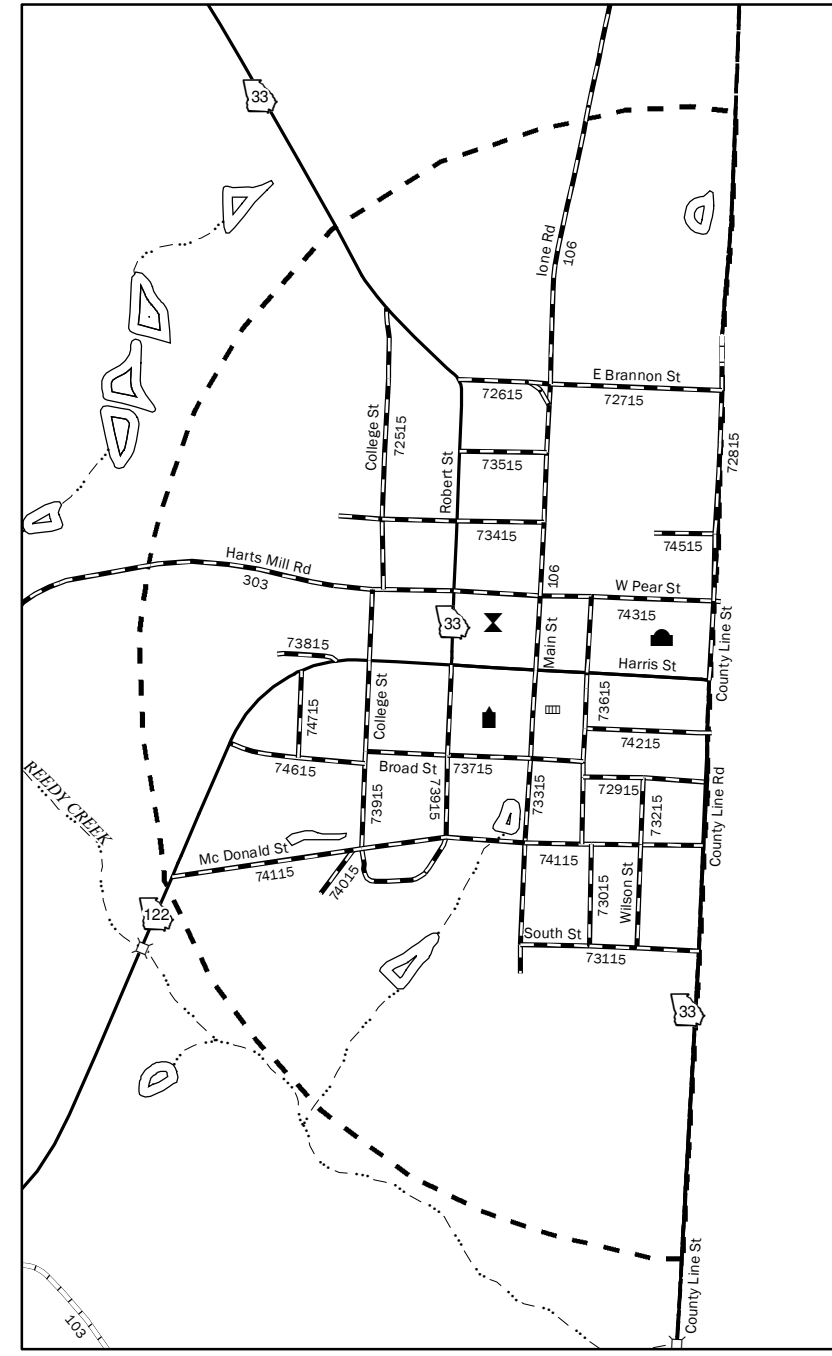 33
Ione Rd
106
E Brannon St
72615
72715
College St
72515
Robert St
72815
73515
73415
74515
Harts Mill Rd
303
106
W Pear St
74315
33
Main St
County Line St
73815
Harris St
74715
College St
73615
74215
74615
Broad St
73715
REEDY CREEK
73915
73915
73315
72915
73215
County Line Rd
Mc Donald St
74115
74015
74115
73015
Wilson St
122
South St
73115
33
County Line St
103